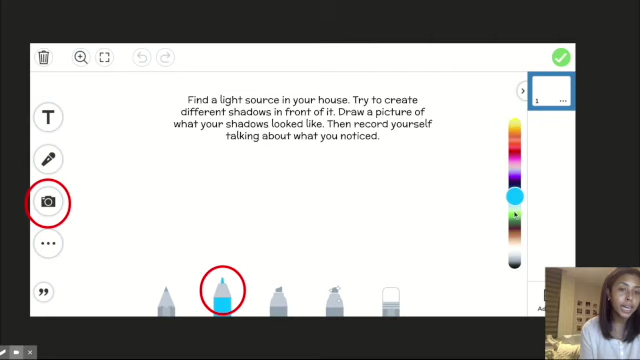 Find a light source in your house. Try to create
different shadows in front of it. Draw a picture of
what your shadows looked like. Then record yourself
talking about what you noticed.
T
1
Ad